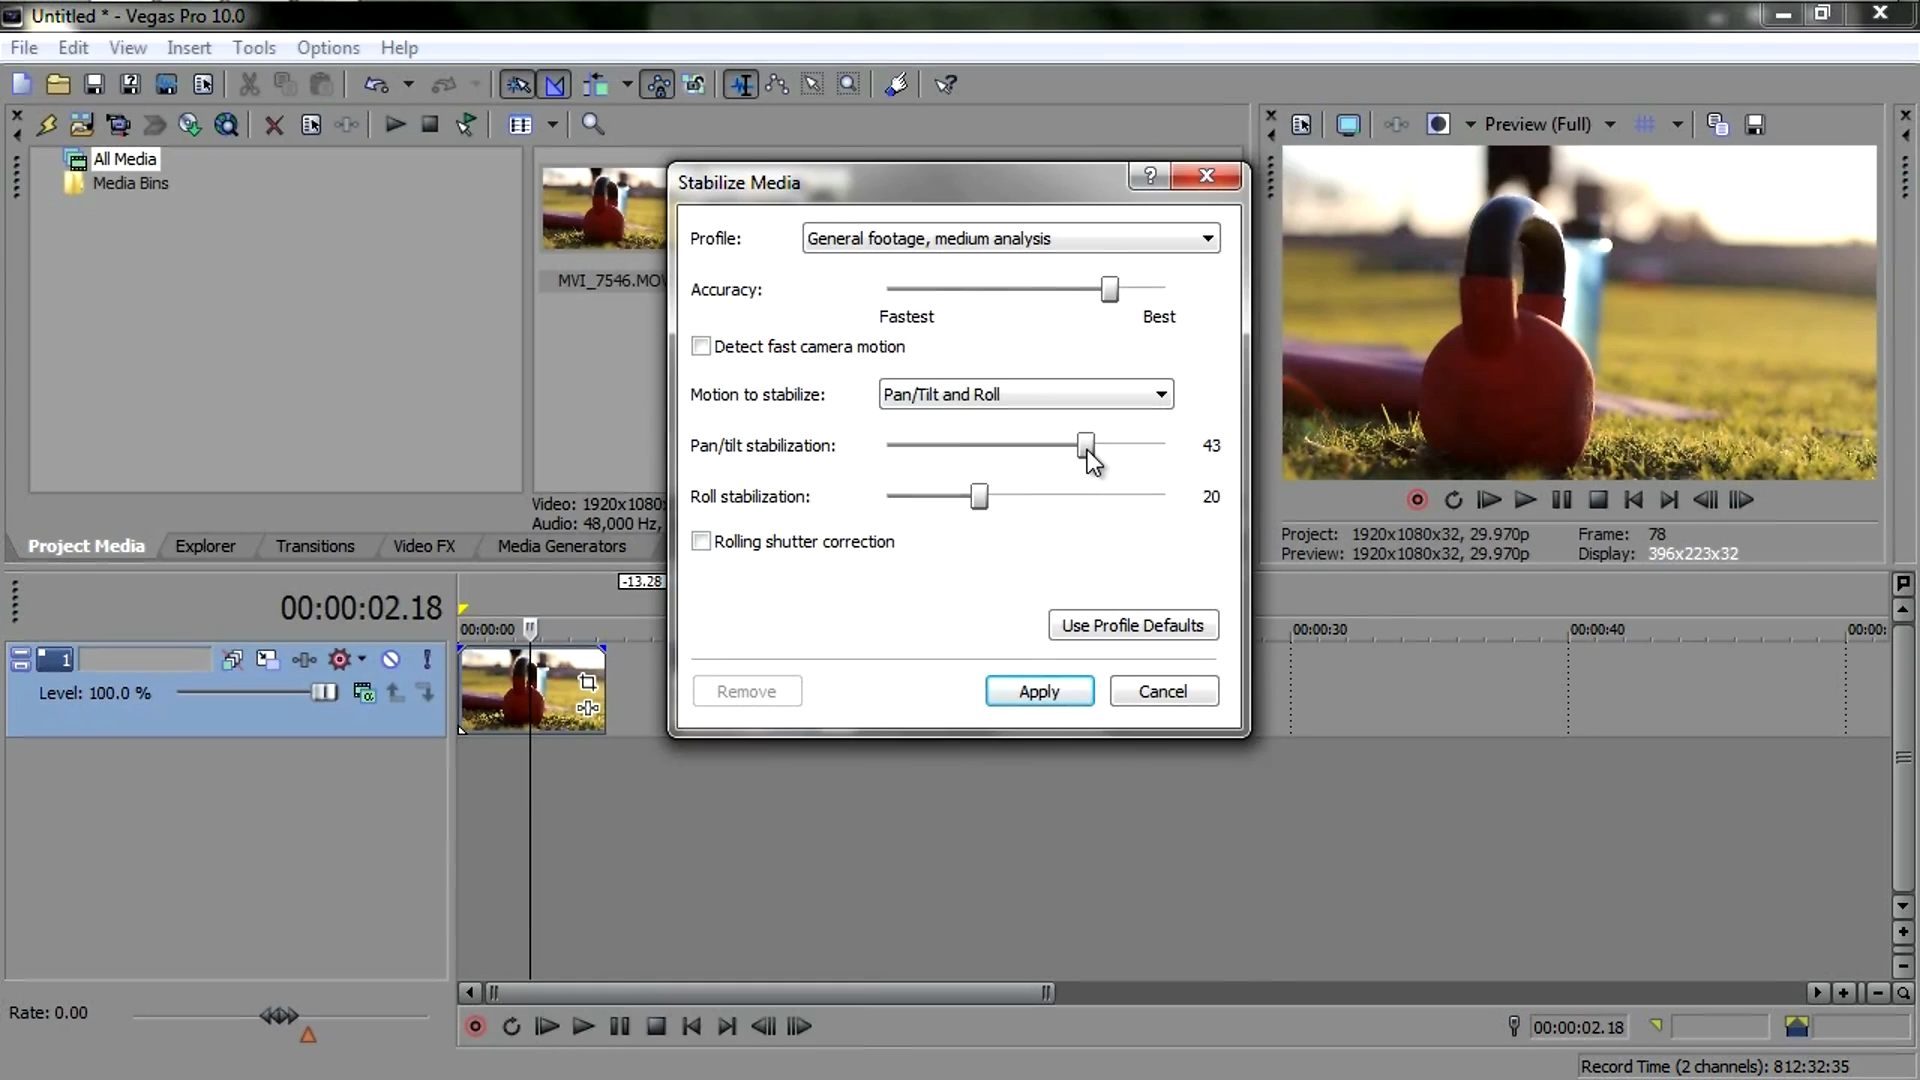 Untitled * - Vegas Pro 10.0
File Edit View Insert Tools Options Help
Preview (Full)
All Media
Media Bins
MVI_7546.MOV
Video: 1920x1080x
Audio: 48,000 Hz,
Project Media Explorer Transitions Video FX Media Generators
Stabilize Media
?
Profile: General footage, medium analysis
Accuracy:
Fastest Best
Detect fast camera motion
Motion to stabilize: Pan/Tilt and Roll
Pan/tilt stabilization: 43
Roll stabilization: 20
Rolling shutter correction
Use Profile Defaults
Remove Apply Cancel
Project: 1920x1080x32, 29.970p Frame: 78
Preview: 1920x1080x32, 29.970p Display: 396x223x32
-13.28
00:00:02.18
00:00:00 00:00:30 00:00:40 00:00:
1
Level: 100.0 %
Rate: 0.00
00:00:02.18
Record Time (2 channels): 812:32:35